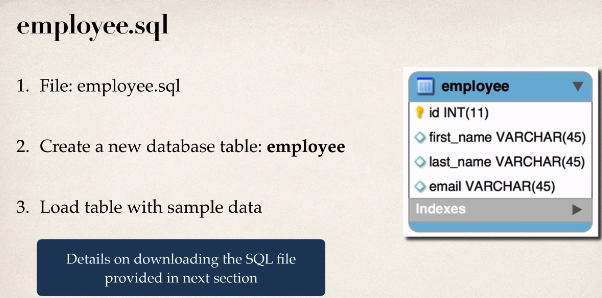 employee.sql
1. File: employee.sql
2. Create a new database table: employee
3. Load table with sample data
Details on downloading the SQL file
provided in next section
employee
id INT(11)
first_name VARCHAR(45)
last_name VARCHAR(45)
email VARCHAR(45)
Indexes